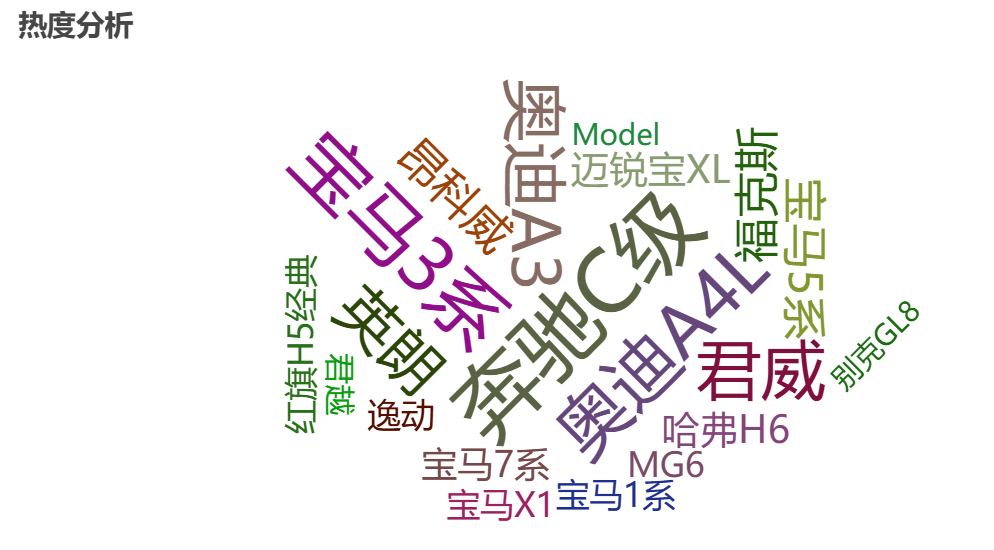 热度分析
奥迪A3
Model
迈锐宝XL
福克斯
宝马5系
昂科威
宝马3系
奔驰C级
奥迪A4L
红旗H5经典
英朗
君威
别克GL8
君越
逸动
哈弗H6
宝马7系
MG6
宝马X1
宝马1系